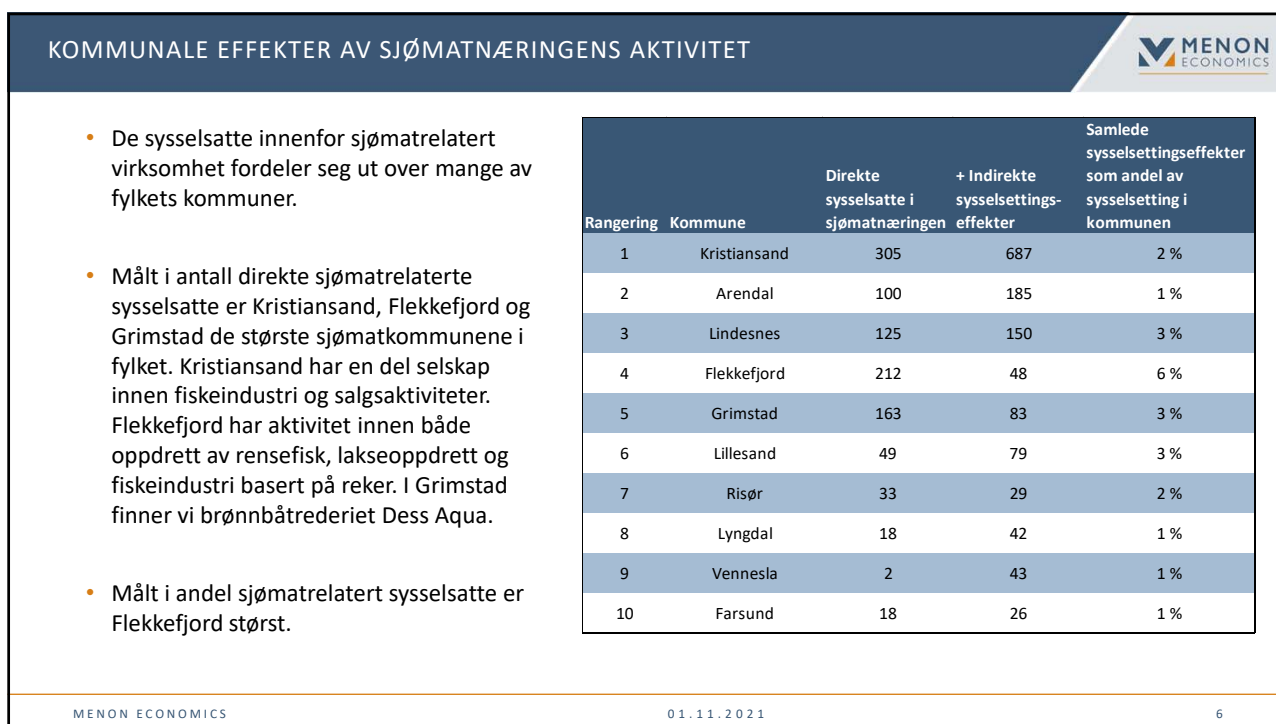 KOMMUNALE EFFEKTER AV SJØMATNÆRINGENS AKTIVITET
MENON
ECONOMICS
• De sysselsatte innenfor sjømatrelatert
virksomhet fordeler seg ut over mange av
fylkets kommuner.
• Målt i antall direkte sjømatrelaterte
sysselsatte er Kristiansand, Flekkefjord og
Grimstad de største sjømatkommunene i
fylket. Kristiansand har en del selskap
innen fiskeindustri og salgsaktiviteter.
Flekkefjord har aktivitet innen både
oppdrett av rensefisk, lakseoppdrett og
fiskeindustri basert på reker. I Grimstad
finner vi brønnbåtrederiet Dess Aqua.
• Målt i andel sjømatrelatert sysselsatte er
Flekkefjord størst.
Samlede
sysselsettingseffekter
Direkte + Indirekte som andel av
sysselsatte i sysselsettings- sysselsetting i
Rangering Kommune sjømatnæringen effekter kommunen
1 Kristiansand 305 687 2 %
2 Arendal 100 185 1 %
3 Lindesnes 125 150 3 %
4 Flekkefjord 212 48 6 %
5 Grimstad 163 83 3 %
6 Lillesand 49 79 3 %
7 Risør 33 29 2 %
8 Lyngdal 18 42 1 %
9 Vennesla 2 43 1 %
10 Farsund 18 26 1 %
MENON ECONOMICS 01.11.2021 6